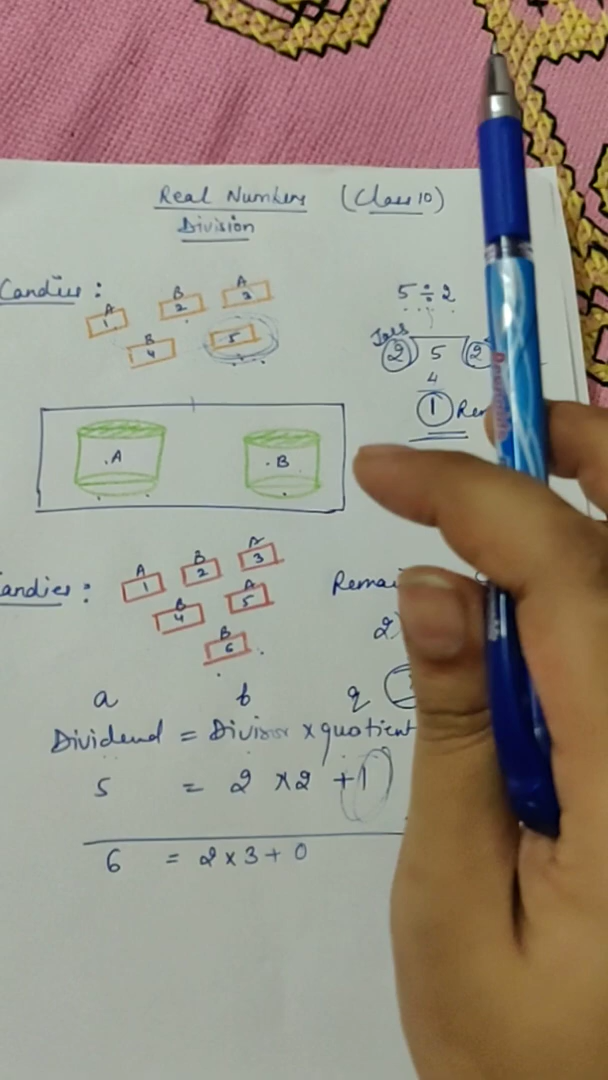 Real Numbers (Class 10)
Division
Candies :
A 1
B 2
A 3
B 4
5
5 ÷ 2
Jars
2 5 2
4
1
.A
.B
Candies :
A 1
B 2
A 3
B 4
A 5
B 6
2)
a b q
Dividend = Divisor x quotient
5 = 2 x 2 + 1
6 = 2 x 3 + 0